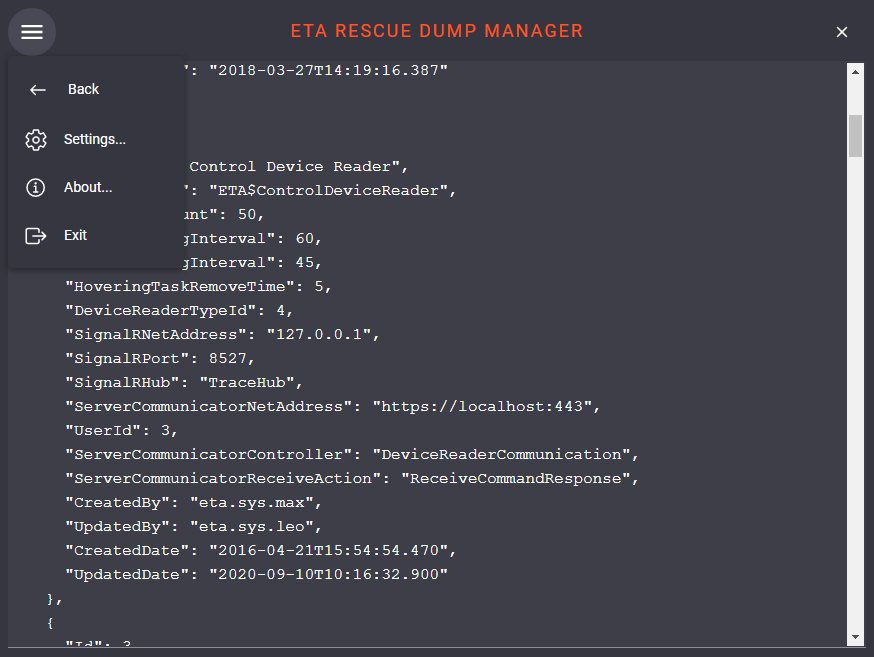 ETA RESCUE DUMP MANAGER
": "2018-03-27T14:19:16.387"
Back
Settings...
Control Device Reader",
About...
": "ETA$ControlDeviceReader",
unt": 50,
Exit
gInterval": 60,
gInterval": 45,
"HoveringTaskRemoveTime": 5,
"DeviceReaderTypeId": 4,
"SignalRNetAddress": "127.0.0.1",
"SignalRPort": 8527,
"SignalRHub": "TraceHub",
"ServerCommunicatorNetAddress": "https://localhost:443",
"UserId": 3,
"ServerCommunicatorController": "DeviceReaderCommunication",
"ServerCommunicatorReceiveAction": "ReceiveCommandResponse",
"CreatedBy": "eta.sys.max",
"UpdatedBy": "eta.sys.leo",
"CreatedDate": "2016-04-21T15:54:54.470",
"UpdatedDate": "2020-09-10T10:16:32.900"
},
{
"Id": 3